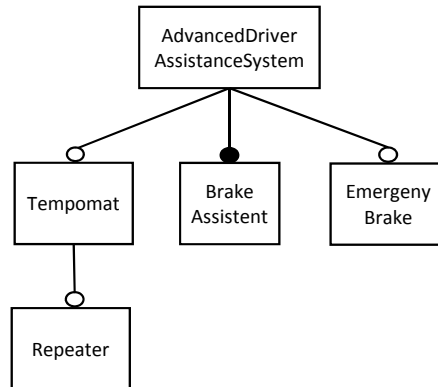 AdvancedDriver
AssistanceSystem
Tempomat
Brake
Assistent
Emergeny
Brake
Repeater